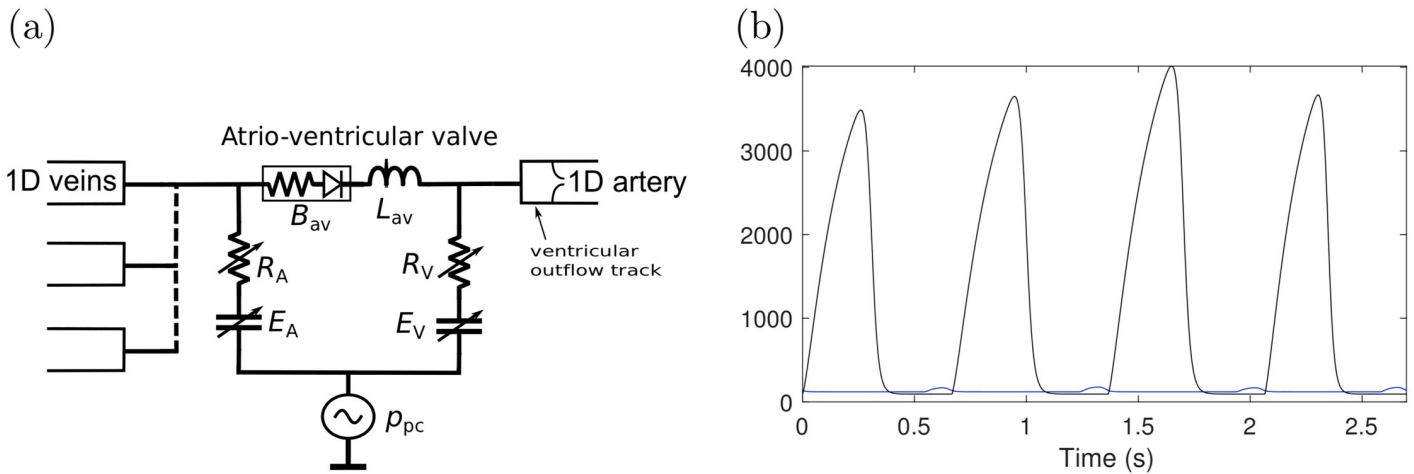 (a)
Atrio-ventricular valve
1D veins
1D artery
B_av
L_av
ventricular
outflow track
R_A
R_V
E_A
E_V
p_pc
(b)
4000
3000
2000
1000
0
0 0.5 1 1.5 2 2.5
Time (s)